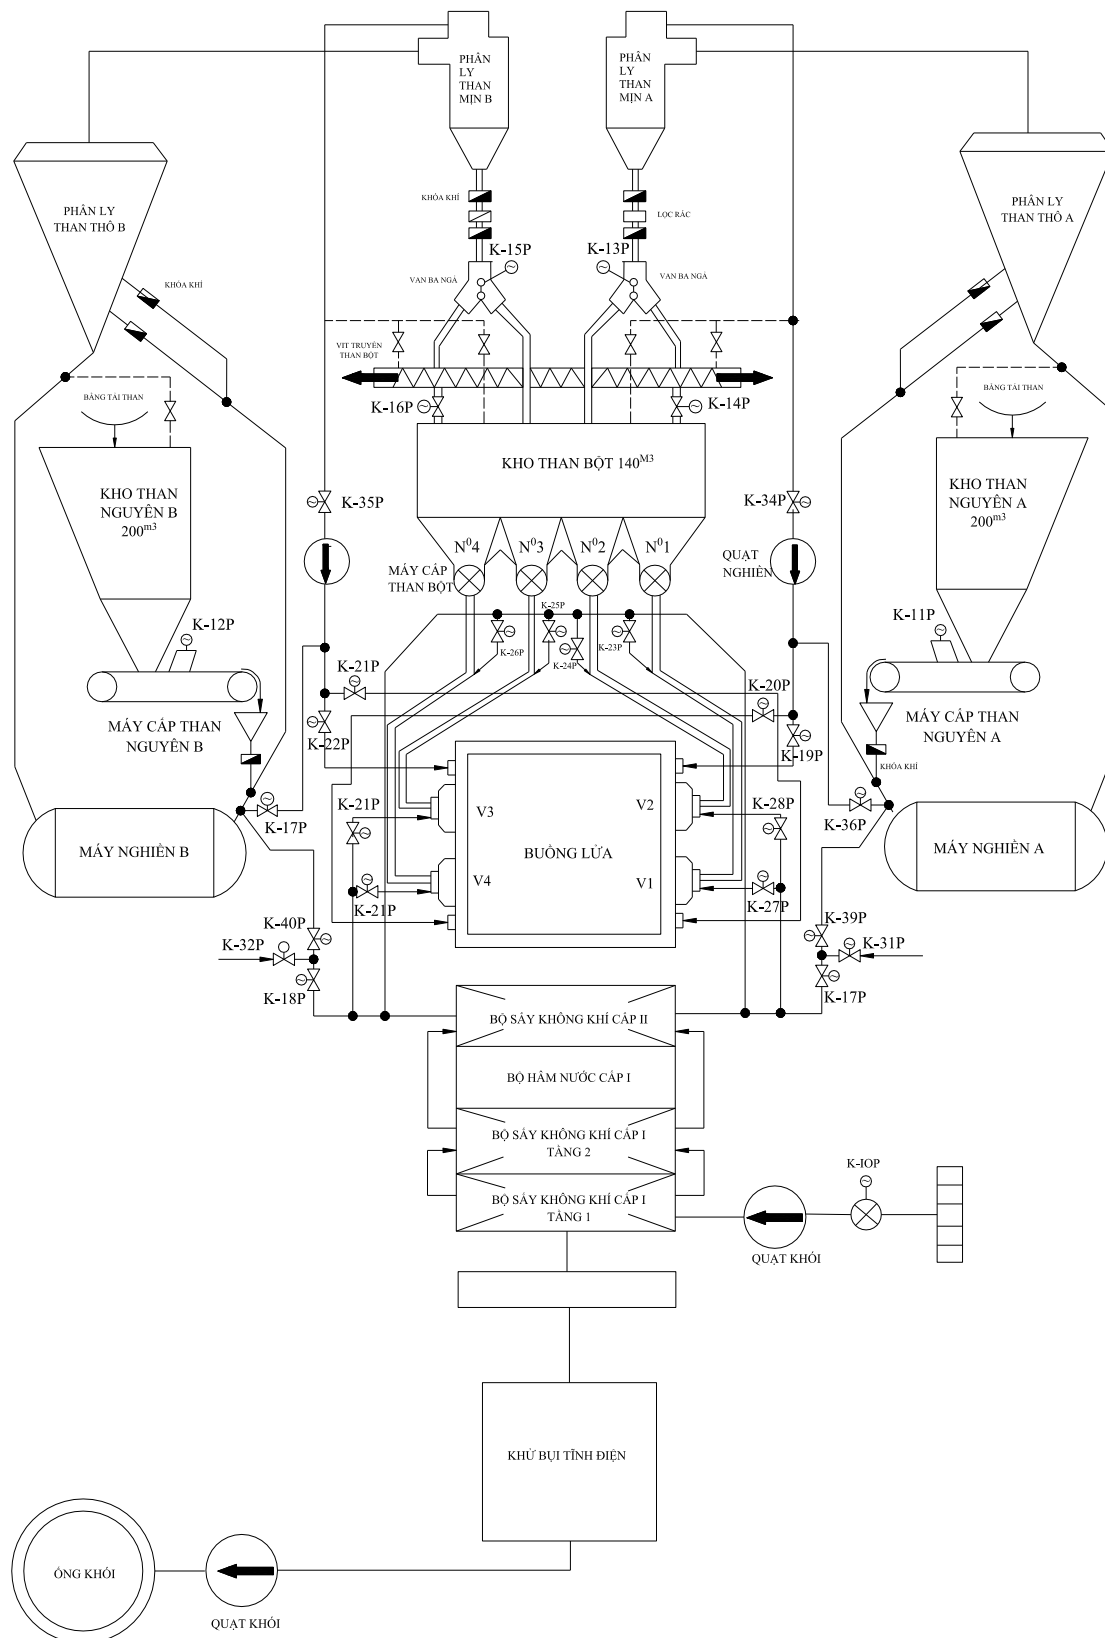 PHÂN
LY
THAN
MỊN B
PHÂN
LY
THAN
MỊN A
PHÂN LY
THAN THÔ B
PHÂN LY
THAN THÔ A
KHÓA KHÍ
LỌC RÁC
K-15P
K-13P
VAN BA NGẢ
VAN BA NGẢ
KHÓA KHÍ
VIT TRUYỀN
THAN BỘT
BĂNG TẢI THAN
BĂNG TẢI THAN
K-16P
K-14P
KHO THAN BỘT 140M3
KHO THAN
NGUYÊN B
200m3
KHO THAN
NGUYÊN A
200m3
K-35P
K-34P
N04
N03
N02
N01
MÁY CẤP
THAN BỘT
QUẠT
NGHIỀN
K-25P
K-26P
K-24P
K-23P
K-12P
K-11P
K-21P
K-20P
MÁY CẤP THAN
NGUYÊN B
MÁY CẤP THAN
NGUYÊN A
K-22P
K-19P
KHÓA KHÍ
K-21P
K-28P
V3
V2
K-17P
K-36P
MÁY NGHIỀN B
BUỒNG LỬA
MÁY NGHIỀN A
V4
V1
K-21P
K-27P
K-40P
K-39P
K-32P
K-31P
K-18P
K-17P
BỘ SẤY KHÔNG KHÍ CẤP II
BỘ HÂM NƯỚC CẤP I
BỘ SẤY KHÔNG KHÍ CẤP I
TẦNG 2
K-IOP
BỘ SẤY KHÔNG KHÍ CẤP I
TẦNG 1
QUẠT KHÓI
KHỬ BỤI TĨNH ĐIỆN
ỐNG KHÓI
QUẠT KHÓI